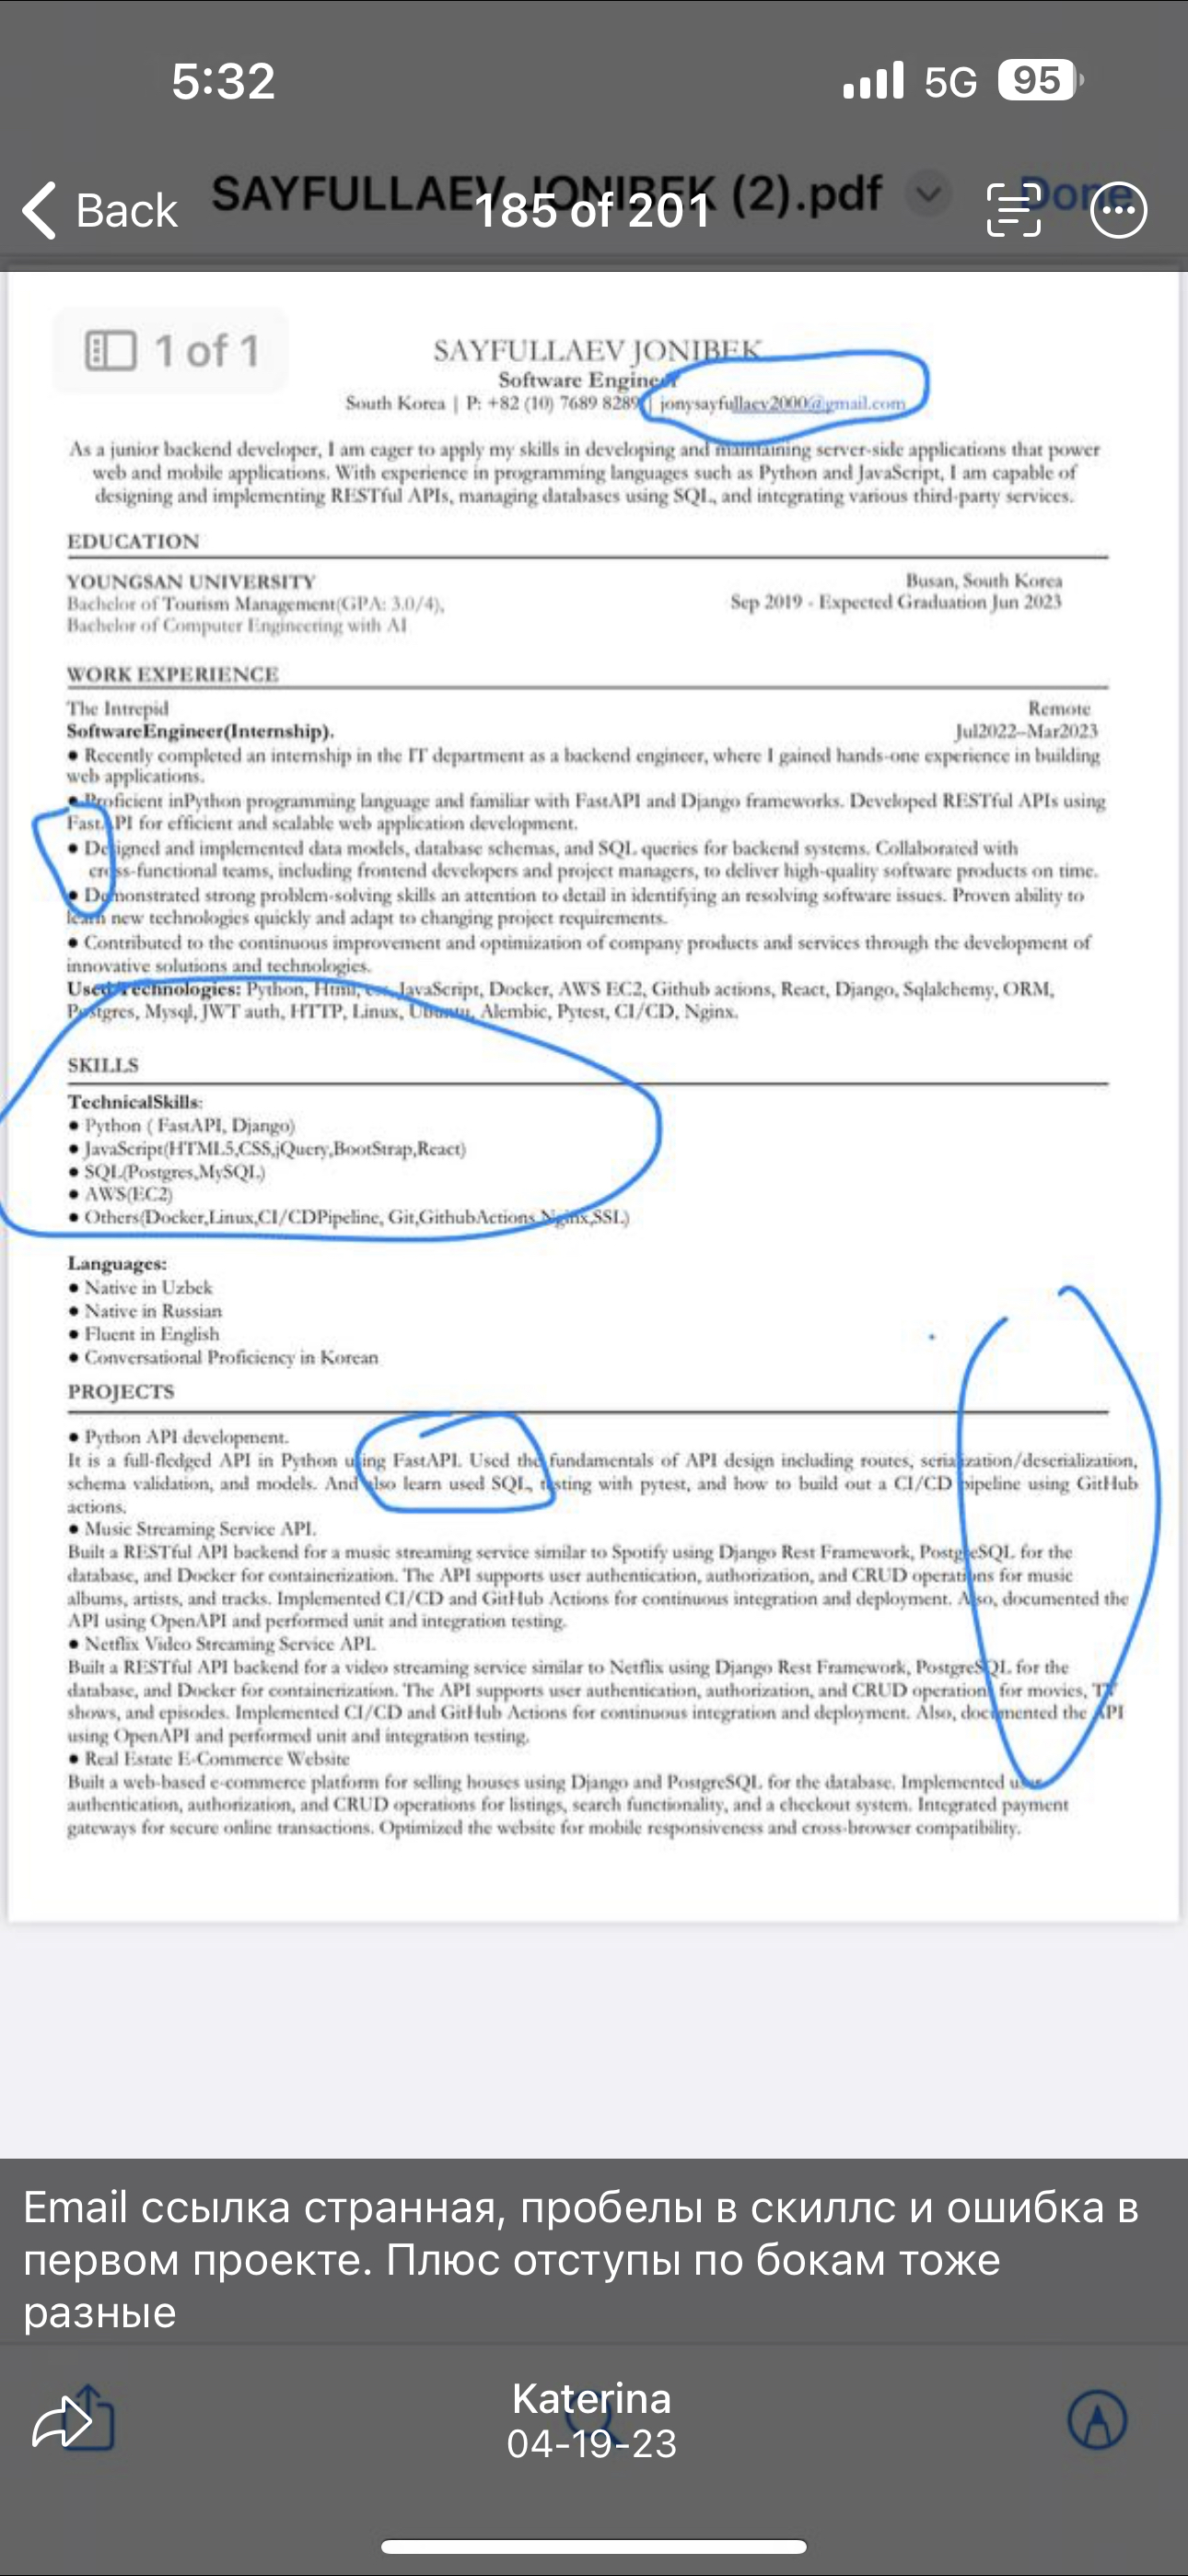 5:32
5G 95
SAYFULLAEV JONIBEK (2).pdf
Done
Back
185 of 201
1 of 1
SAYFULLAEV JONIBEK
Software Engineer
South Korea | P: +82 (10) 7689 8289 | jonysayfullaev2000@gmail.com
As a junior backend developer, I am eager to apply my skills in developing and maintaining server-side applications that power
web and mobile applications. With experience in programming languages such as Python and JavaScript, I am capable of
designing and implementing RESTful APIs, managing databases using SQL, and integrating various third-party services.
EDUCATION
YOUNGSAN UNIVERSITY
Busan, South Korea
Bachelor of Tourism Management(GPA: 3.0/4),
Sep 2019 - Expected Graduation Jun 2023
Bachelor of Computer Engineering with AI
WORK EXPERIENCE
The Intrepid
Remote
SoftwareEngineer(Internship).
Jul2022–Mar2023
● Recently completed an internship in the IT department as a backend engineer, where I gained hands-one experience in building
web applications.
● Proficient inPython programming language and familiar with FastAPI and Django frameworks. Developed RESTful APIs using
FastAPI for efficient and scalable web application development.
● Designed and implemented data models, database schemas, and SQL queries for backend systems. Collaborated with
cross-functional teams, including frontend developers and project managers, to deliver high-quality software products on time.
● Demonstrated strong problem-solving skills an attention to detail in identifying an resolving software issues. Proven ability to
learn new technologies quickly and adapt to changing project requirements.
● Contributed to the continuous improvement and optimization of company products and services through the development of
innovative solutions and technologies.
Used Technologies: Python, Html, css, JavaScript, Docker, AWS EC2, Github actions, React, Django, Sqlalchemy, ORM,
Postgres, Mysql, JWT auth, HTTP, Linux, Ubuntu, Alembic, Pytest, CI/CD, Nginx.
SKILLS
TechnicalSkills:
● Python ( FastAPI, Django)
● JavaScript(HTML5,CSS,jQuery,BootStrap,React)
● SQL(Postgres,MySQL)
● AWS(EC2)
● Others(Docker,Linux,CI/CDPipeline, Git,GithubActions,Nginx,SSL)
Languages:
● Native in Uzbek
● Native in Russian
● Fluent in English
● Conversational Proficiency in Korean
PROJECTS
● Python API development.
It is a full-fledged API in Python using FastAPI. Used the fundamentals of API design including routes, serialization/deserialization,
schema validation, and models. And also learn used SQL, testing with pytest, and how to build out a CI/CD pipeline using GitHub
actions.
● Music Streaming Service API.
Built a RESTful API backend for a music streaming service similar to Spotify using Django Rest Framework, PostgreSQL for the
database, and Docker for containerization. The API supports user authentication, authorization, and CRUD operations for music
albums, artists, and tracks. Implemented CI/CD and GitHub Actions for continuous integration and deployment. Also, documented the
API using OpenAPI and performed unit and integration testing.
● Netflix Video Streaming Service API.
Built a RESTful API backend for a video streaming service similar to Netflix using Django Rest Framework, PostgreSQL for the
database, and Docker for containerization. The API supports user authentication, authorization, and CRUD operations for movies, TV
shows, and episodes. Implemented CI/CD and GitHub Actions for continuous integration and deployment. Also, documented the API
using OpenAPI and performed unit and integration testing.
● Real Estate E-Commerce Website
Built a web-based e-commerce platform for selling houses using Django and PostgreSQL for the database. Implemented user
authentication, authorization, and CRUD operations for listings, search functionality, and a checkout system. Integrated payment
gateways for secure online transactions. Optimized the website for mobile responsiveness and cross-browser compatibility.
Email ссылка странная, пробелы в скиллс и ошибка в
первом проекте. Плюс отступы по бокам тоже
разные
Katerina
04-19-23